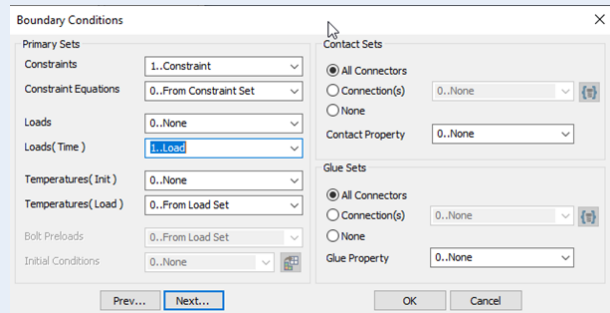 Boundary Conditions
Primary Sets
Constraints 1..Constraint
Constraint Equations 0..From Constraint Set
Loads 0..None
Loads(Time) 1..Load
Temperatures(Init) 0..None
Temperatures(Load) 0..From Load Set
Bolt Preloads 0..From Load Set
Initial Conditions 0..None
Contact Sets
All Connectors
Connection(s) 0..None
None
Contact Property 0..None
Glue Sets
All Connectors
Connection(s) 0..None
None
Glue Property 0..None
Prev... Next... OK Cancel